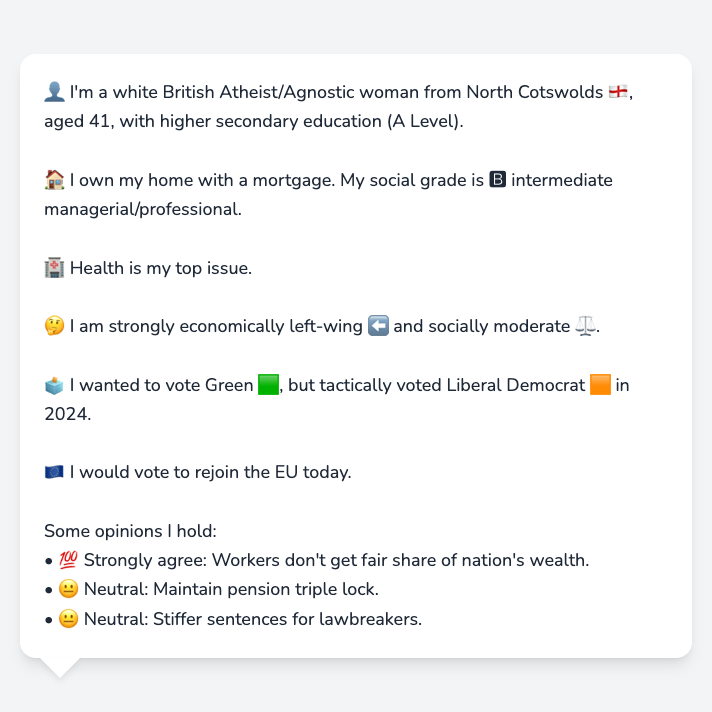 👤 I'm a white British Atheist/Agnostic woman from North Cotswolds 🏴󠁧󠁢󠁥󠁮󠁧󠁿,
aged 41, with higher secondary education (A Level).
🏠 I own my home with a mortgage. My social grade is 🅱 intermediate
managerial/professional.
🏥 Health is my top issue.
🤔 I am strongly economically left-wing ⬅️ and socially moderate ⚖️.
🗳️ I wanted to vote Green 🟩, but tactically voted Liberal Democrat 🟧 in
2024.
🇪🇺 I would vote to rejoin the EU today.
Some opinions I hold:
• 💯 Strongly agree: Workers don't get fair share of nation's wealth.
• 😐 Neutral: Maintain pension triple lock.
• 😐 Neutral: Stiffer sentences for lawbreakers.